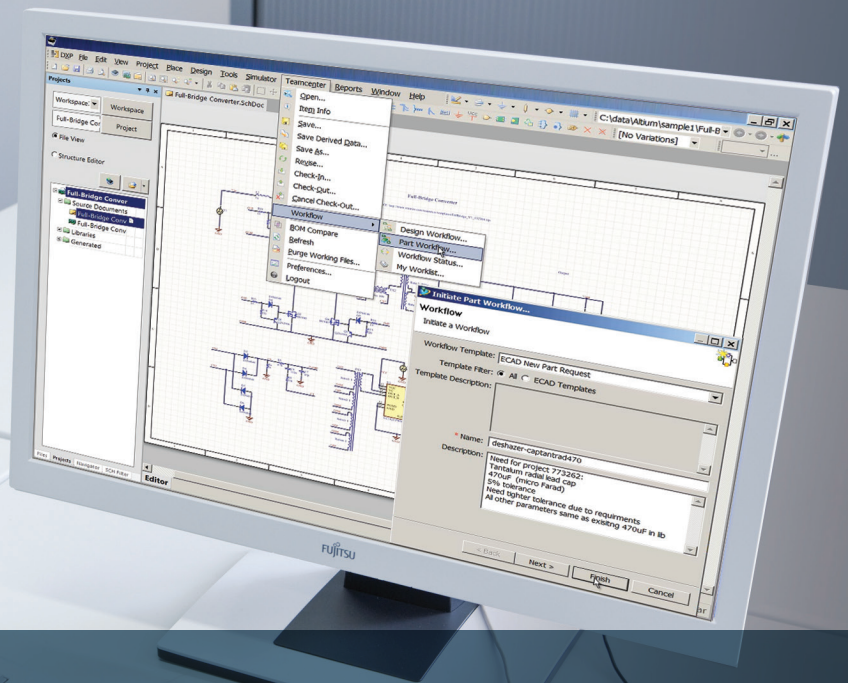 DXP File Edit View Project Place Design Tools Simulator Teamcenter Reports Window Help
C:\data\Altium\sample1\Full-B
[No Variations]
Projects
Workspace:
Workspace
Full-Bridge Con
Project
File View
Structure Editor
Full-Bridge Conver
Source Documents
Full-Bridge Conv
Full-Bridge Conv
Libraries
Generated
Files Projects Navigator SCH Filter
Editor
Full-Bridge Converter.SchDoc
Full-Bridge Converter
Open...
Item Info
Save...
Save Derived Data...
Save As...
Revise...
Check-In...
Check-Out...
Cancel Check-Out...
Workflow
BOM Compare
Refresh
Purge Working Files...
Preferences...
Logout
Design Workflow...
Part Workflow...
Workflow Status...
My Worklist...
Initiate Part Workflow...
Workflow
Initiate a Workflow
Workflow Template: ECAD New Part Request
Template Filter: All ECAD Templates
Template Description:
* Name: deshazer-captantrad470
Description: Need for project 773262:
Tantalum radial lead cap
470uF (micro Farad)
5% tolerance
Need tighter tolerance due to requirments
All other parameters same as exisitng 470uF in lib
< Back Next > Finish Cancel
FUJITSU